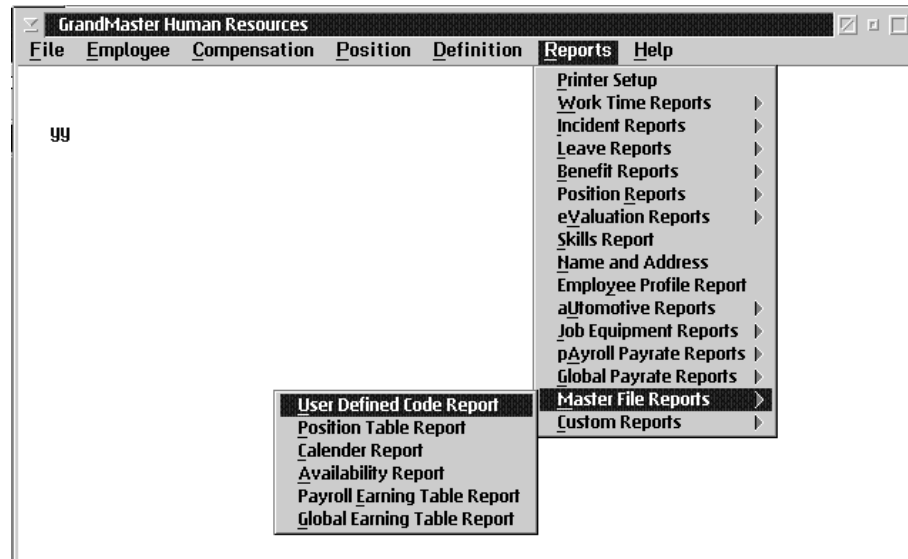 GrandMaster Human Resources
File Employee Compensation Position Definition Reports Help
yy
Printer Setup
Work Time Reports
Incident Reports
Leave Reports
Benefit Reports
Position Reports
eValuation Reports
Skills Report
Name and Address
Employee Profile Report
aUtomotive Reports
Job Equipment Reports
pAyroll Payrate Reports
Global Payrate Reports
Master File Reports
Custom Reports
User Defined Code Report
Position Table Report
Calender Report
Availability Report
Payroll Earning Table Report
Global Earning Table Report